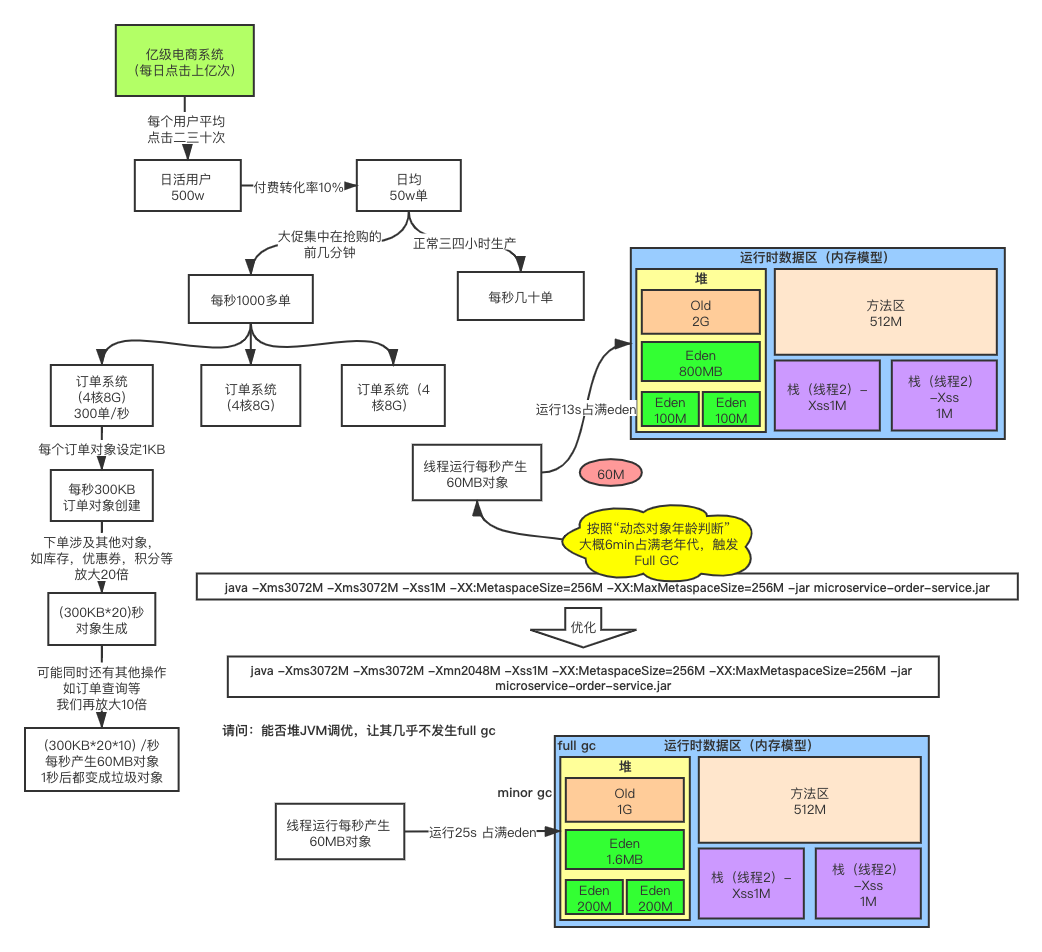 亿级电商系统
（每日点击上亿次）
每个用户平均
点击二三十次
日活用户
500w
付费转化率10%
日均
50w单
大促集中在抢购的
前几分钟
正常三四小时生产
每秒1000多单
每秒几十单
订单系统
(4核8G)
300单/秒
订单系统
(4核8G)
订单系统（4
核8G)
每个订单对象设定1KB
每秒300KB
订单对象创建
下单涉及其他对象，
如库存，优惠券，积分等
放大20倍
(300KB*20)秒
对象生成
可能同时还有其他操作
如订单查询等
我们再放大10倍
(300KB*20*10) /秒
每秒产生60MB对象
1秒后都变成垃圾对象
运行时数据区（内存模型）
堆
Old
2G
Eden
800MB
Eden
100M
Eden
100M
方法区
512M
栈（线程2）-
Xss1M
栈（线程2）
-Xss
1M
运行13s占满eden
线程运行每秒产生
60MB对象
60M
按照“动态对象年龄判断”
大概6min占满老年代，触发
Full GC
java -Xms3072M -Xms3072M -Xss1M -XX:MetaspaceSize=256M -XX:MaxMetaspaceSize=256M -jar microservice-order-service.jar
优化
java -Xms3072M -Xms3072M -Xmn2048M -Xss1M -XX:MetaspaceSize=256M -XX:MaxMetaspaceSize=256M -jar
microservice-order-service.jar
请问：能否堆JVM调优，让其几乎不发生full gc
full gc
运行时数据区（内存模型）
堆
minor gc
Old
1G
Eden
1.6MB
Eden
200M
Eden
200M
方法区
512M
栈（线程2）-
Xss1M
栈（线程2）
-Xss
1M
线程运行每秒产生
60MB对象
运行25s 占满eden